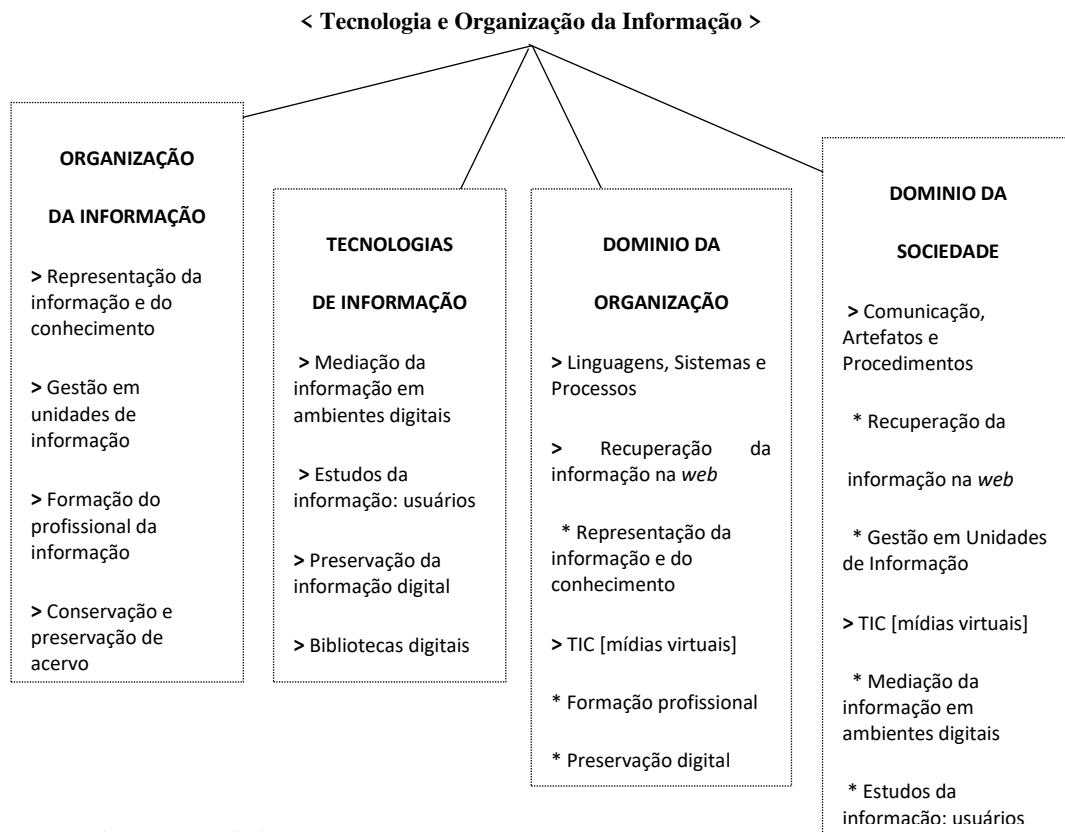 < Tecnologia e Organização da Informação >
ORGANIZAÇÃO
DA INFORMAÇÃO
> Representação da
informação e do
conhecimento
> Gestão em
unidades de
informação
> Formação do
profissional da
informação
> Conservação e
preservação de
acervo
TECNOLOGIAS
DE INFORMAÇÃO
> Mediação da
informação em
ambientes digitais
> Estudos da
informação: usuários
> Preservação da
informação digital
> Bibliotecas digitais
DOMINIO DA
ORGANIZAÇÃO
> Linguagens, Sistemas e
Processos
> Recuperação da
informação na web
* Representação da
informação e do
conhecimento
> TIC [mídias virtuais]
* Formação profissional
* Preservação digital
DOMINIO DA
SOCIEDADE
> Comunicação,
Artefatos e
Procedimentos
* Recuperação da
informação na web
* Gestão em Unidades
de Informação
> TIC [mídias virtuais]
* Mediação da
informação em
ambientes digitais
* Estudos da
informação: usuários